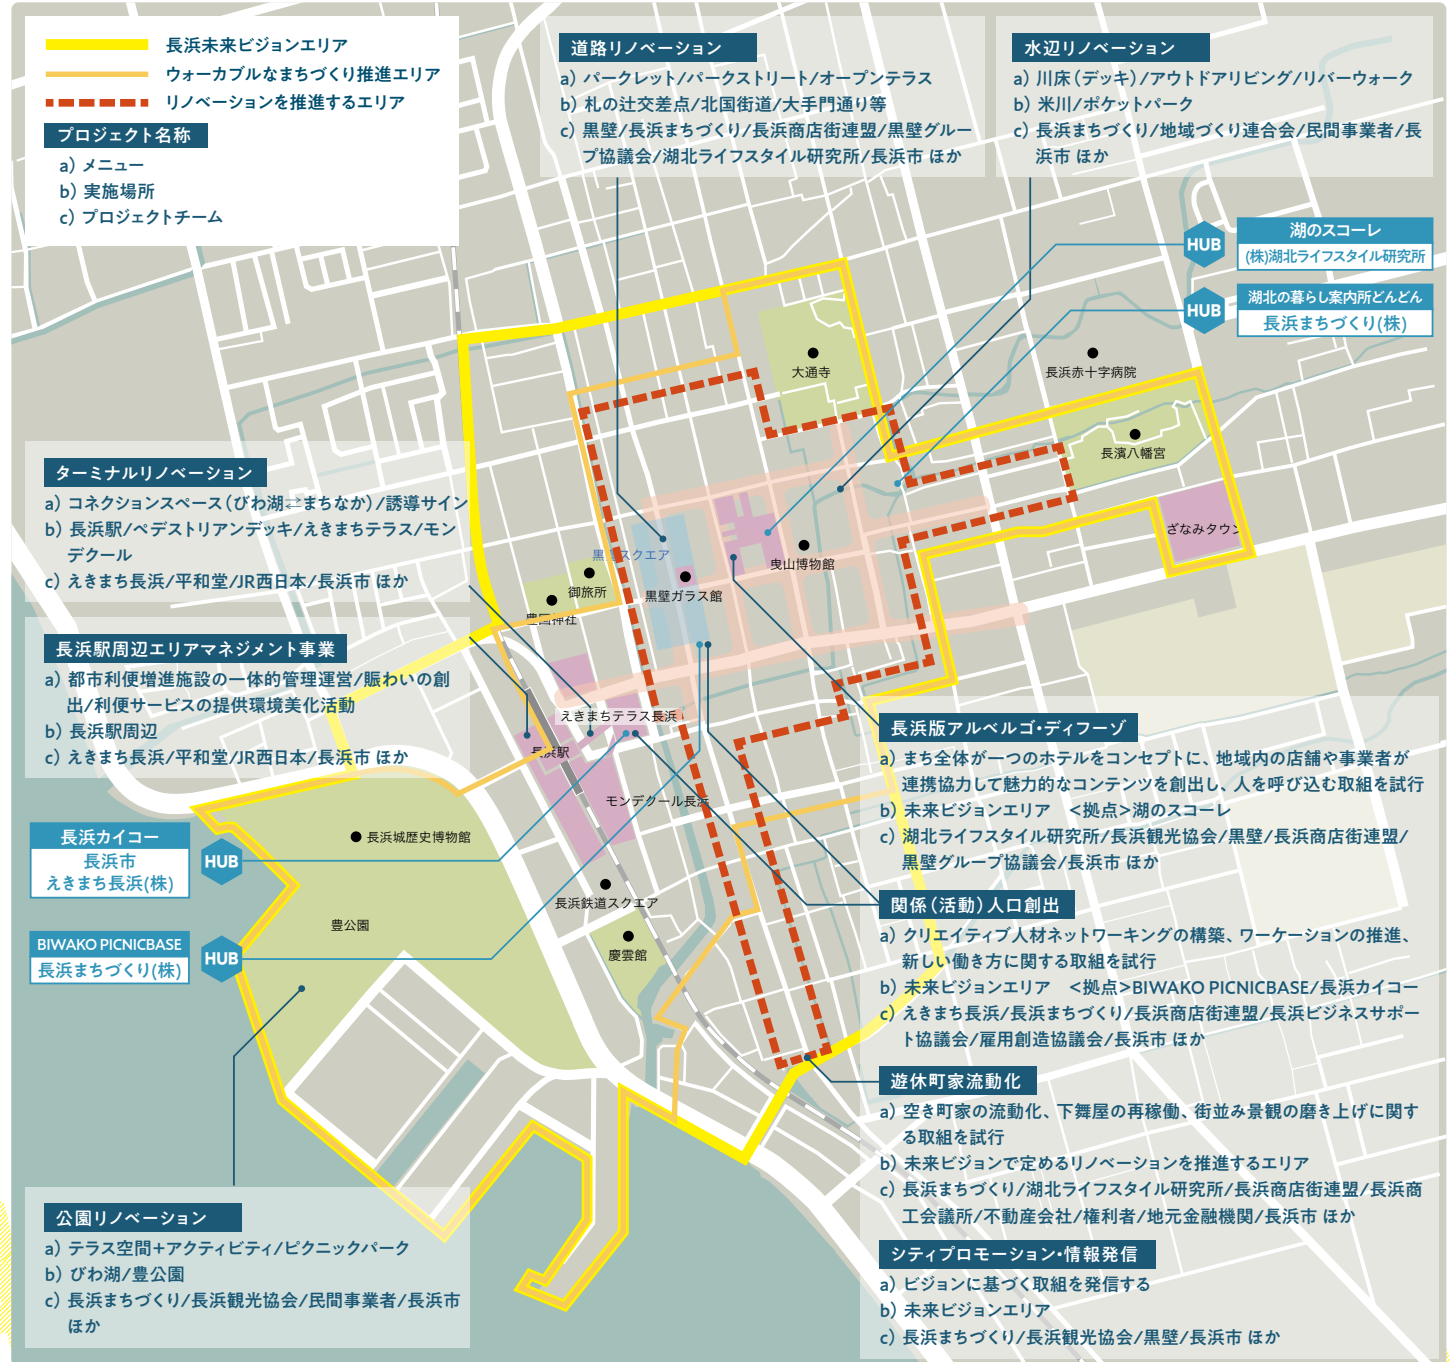 長浜未来ビジョンエリア
ウォーカブルなまちづくり推進エリア
リノベーションを推進するエリア
プロジェクト名称
a) メニュー
b) 実施場所
c) プロジェクトチーム
道路リノベーション
a) パークレット/パークストリート/オープンテラス
b) 札の辻交差点/北国街道/大手門通り等
c) 黒壁/長浜まちづくり/長浜商店街連盟/黒壁グルー
プ協議会/湖北ライフスタイル研究所/長浜市 ほか
水辺リノベーション
a) 川床(デッキ)/アウトドアリビング/リバーウォーク
b) 米川/ポケットパーク
c) 長浜まちづくり/地域づくり連合会/民間事業者/長
浜市 ほか
HUB
湖のスコーレ
(株)湖北ライフスタイル研究所
HUB
湖北の暮らし案内所どんどん
長浜まちづくり(株)
大通寺
長浜赤十字病院
長濱八幡宮
ざなみタウン
ターミナルリノベーション
a) コネクションスペース(びわ湖⇄まちなか)/誘導サイン
b) 長浜駅/ペデストリアンデッキ/えきまちテラス/モン
デクール
c) えきまち長浜/平和堂/JR西日本/長浜市 ほか
黒壁スクエア
曳山博物館
御旅所
黒壁ガラス館
豊国神社
長浜駅周辺エリアマネジメント事業
a) 都市利便増進施設の一体的管理運営/賑わいの創
出/利便サービスの提供環境美化活動
b) 長浜駅周辺
c) えきまち長浜/平和堂/JR西日本/長浜市 ほか
えきまちテラス長浜
長浜駅
モンデクール長浜
長浜版アルベルゴ・ディフーゾ
a) まち全体が一つのホテルをコンセプトに、地域内の店舗や事業者が
連携協力して魅力的なコンテンツを創出し、人を呼び込む取組を試行
b) 未来ビジョンエリア <拠点>湖のスコーレ
c) 湖北ライフスタイル研究所/長浜観光協会/黒壁/長浜商店街連盟/
黒壁グループ協議会/長浜市 ほか
長浜カイコー
長浜市
えきまち長浜(株)
HUB
長浜城歴史博物館
長浜鉄道スクエア
豊公園
慶雲館
BIWAKO PICNICBASE
長浜まちづくり(株)
HUB
関係(活動)人口創出
a) クリエイティブ人材ネットワーキングの構築、ワーケーションの推進、
新しい働き方に関する取組を試行
b) 未来ビジョンエリア <拠点>BIWAKO PICNICBASE/長浜カイコー
c) えきまち長浜/長浜まちづくり/長浜商店街連盟/長浜ビジネスサポー
ト協議会/雇用創造協議会/長浜市 ほか
遊休町家流動化
a) 空き町家の流動化、下舞屋の再稼働、街並み景観の磨き上げに関す
る取組を試行
b) 未来ビジョンで定めるリノベーションを推進するエリア
c) 長浜まちづくり/湖北ライフスタイル研究所/長浜商店街連盟/長浜商
工会議所/不動産会社/権利者/地元金融機関/長浜市 ほか
公園リノベーション
a) テラス空間+アクティビティ/ピクニックパーク
b) びわ湖/豊公園
c) 長浜まちづくり/長浜観光協会/民間事業者/長浜市
ほか
シティプロモーション・情報発信
a) ビジョンに基づく取組を発信する
b) 未来ビジョンエリア
c) 長浜まちづくり/長浜観光協会/黒壁/長浜市 ほか